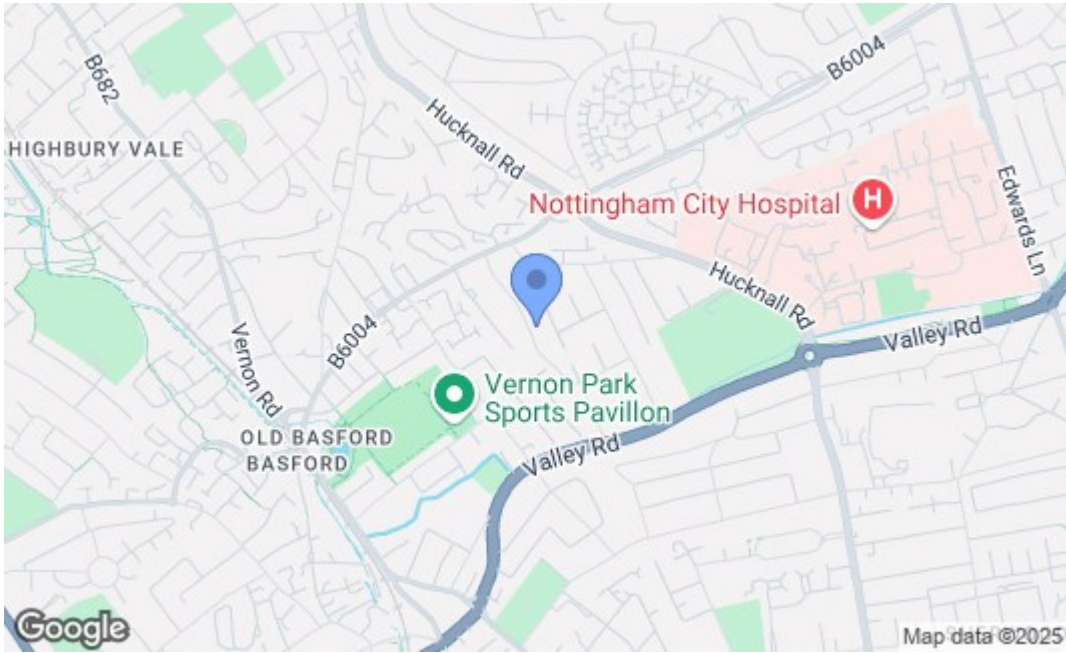 B682
B6004
HIGHBURY VALE
Hucknall Rd
Nottingham City Hospital
H
Edwards Ln
Hucknall Rd
Vernon Rd
B6004
Valley Rd
Vernon Park
Sports Pavillon
OLD BASFORD
BASFORD
Valley Rd
Google
Map data ©2025